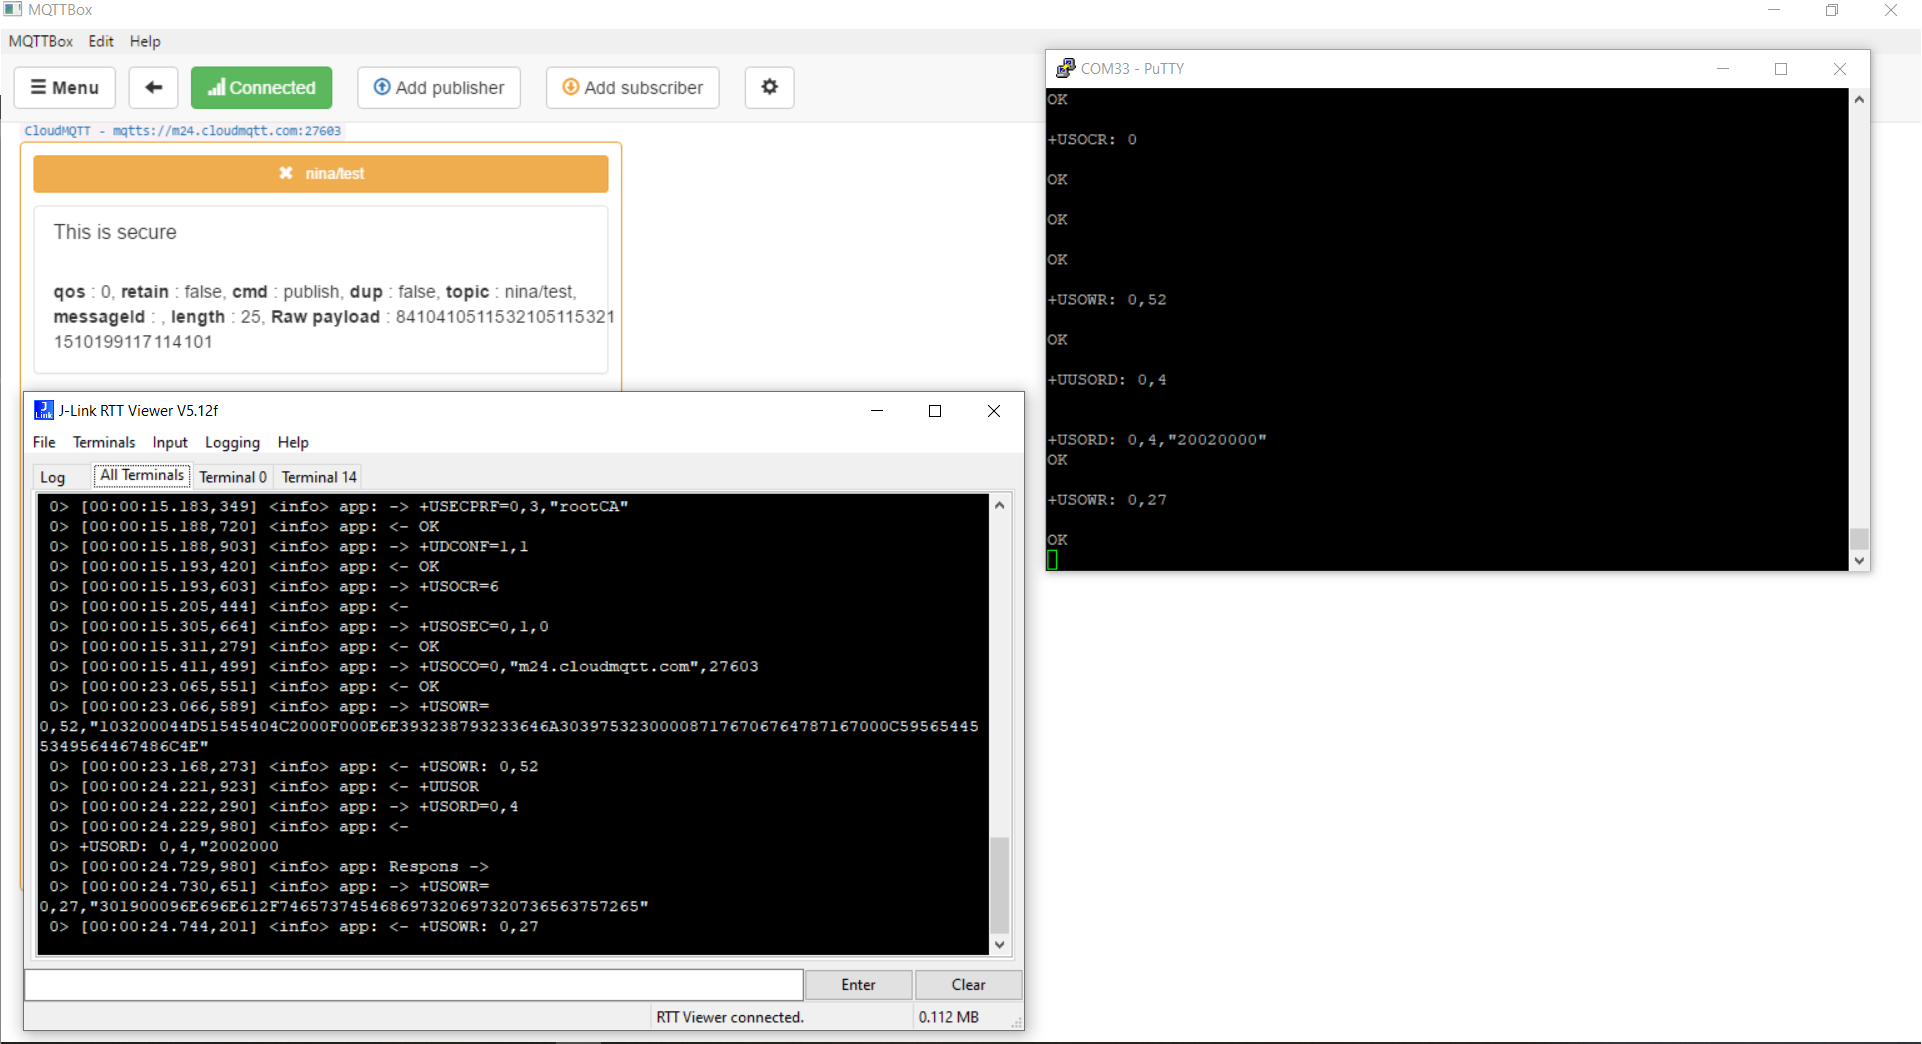 MQTTBox
MQTTBox Edit Help
Menu Connected Add publisher Add subscriber
CloudMQTT - mqtts://m24.cloudmqtt.com:27603
nina/test
This is secure
qos : 0, retain : false, cmd : publish, dup : false, topic : nina/test,
messageId : , length : 25, Raw payload : 8410410511532105115321
1510199117114101
J-Link RTT Viewer V5.12f
File Terminals Input Logging Help
Log All Terminals Terminal 0 Terminal 14
0> [00:00:15.183,349] <info> app: -> +USECPRF=0,3,"rootCA"
0> [00:00:15.188,720] <info> app: <- OK
0> [00:00:15.188,903] <info> app: -> +UDCONF=1,1
0> [00:00:15.193,420] <info> app: <- OK
0> [00:00:15.193,603] <info> app: -> +USOCR=6
0> [00:00:15.205,444] <info> app: <-
0> [00:00:15.305,664] <info> app: -> +USOSEC=0,1,0
0> [00:00:15.311,279] <info> app: <- OK
0> [00:00:15.411,499] <info> app: -> +USOCO=0,"m24.cloudmqtt.com",27603
0> [00:00:23.065,551] <info> app: <- OK
0> [00:00:23.066,589] <info> app: -> +USOWR=
0,52,"103200044D51545404C2000F000E6E393238793233646A303975323000087176706764787167000C59565445
5349564467486C4E"
0> [00:00:23.168,273] <info> app: <- +USOWR: 0,52
0> [00:00:24.221,923] <info> app: <- +UUSOR
0> [00:00:24.222,290] <info> app: -> +USORD=0,4
0> [00:00:24.229,980] <info> app: <-
0> +USORD: 0,4,"2002000
0> [00:00:24.729,980] <info> app: Respons ->
0> [00:00:24.730,651] <info> app: -> +USOWR=
0,27,"301900096E696E612F746573745468697320697320736563757265"
0> [00:00:24.744,201] <info> app: <- +USOWR: 0,27
Enter Clear
RTT Viewer connected. 0.112 MB
COM33 - PuTTY
OK
+USOCR: 0
OK
OK
OK
+USOWR: 0,52
OK
+UUSORD: 0,4
+USORD: 0,4,"20020000"
OK
+USOWR: 0,27
OK